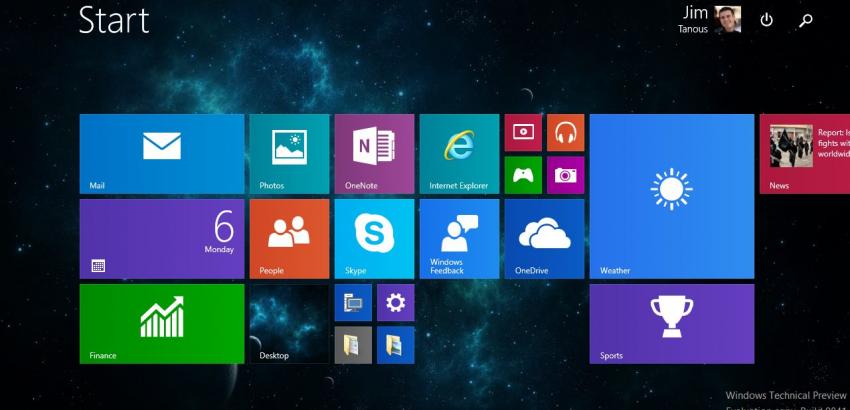 Start
Jim
Tanous
Mail
Photos
N
OneNote
Internet Explorer
Report: Is
fights wit
worldwid
News
6
Monday
People
S
Skype
Windows
Feedback
OneDrive
Weather
Finance
Desktop
Sports
Windows Technical Preview
Evaluation copy. Build 9841